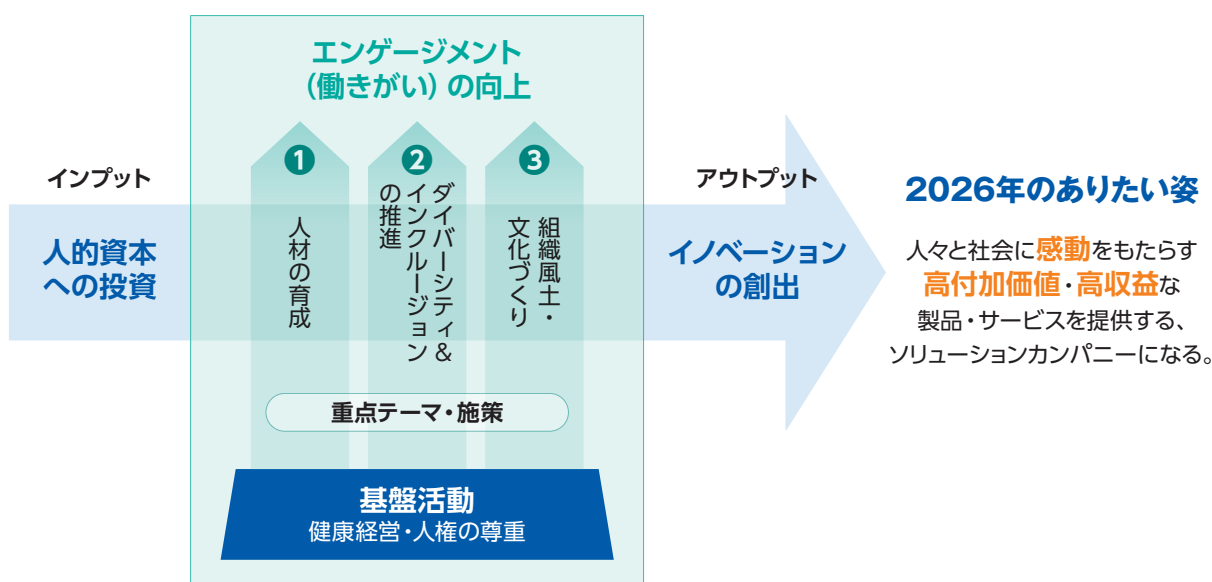 エンゲージメント
（働きがい）の向上
インプット
人的資本
への投資
❶
人材の育成
❷
ダイバーシティ&
インクルージョン
の推進
❸
組織風土・
文化づくり
重点テーマ・施策
基盤活動
健康経営・人権の尊重
アウトプット
イノベーション
の創出
2026年のありたい姿
人々と社会に感動をもたらす
高付加価値・高収益な
製品・サービスを提供する、
ソリューションカンパニーになる。